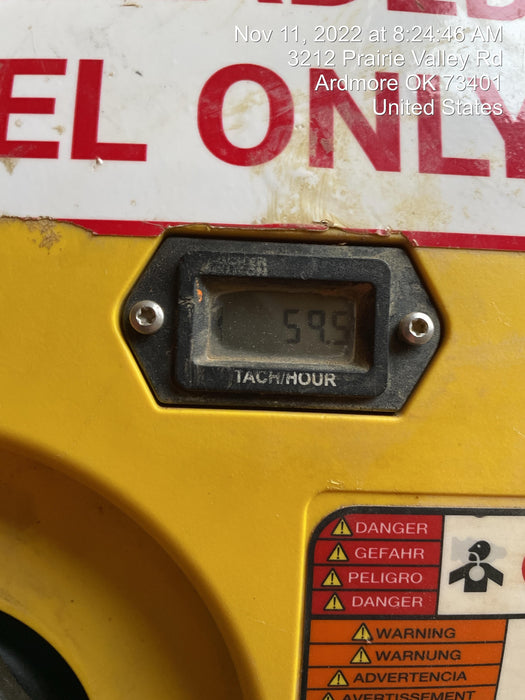 Nov 11, 2022 at 8:24:46 AM
3212 Prairie Valley Rd
Ardmore OK 73401
United States
EL ONLY
59.5
TACH/HOUR
DANGER
GEFAHR
PELIGRO
DANGER
WARNING
WARNUNG
ADVERTENCIA
AVERTISSEMENT